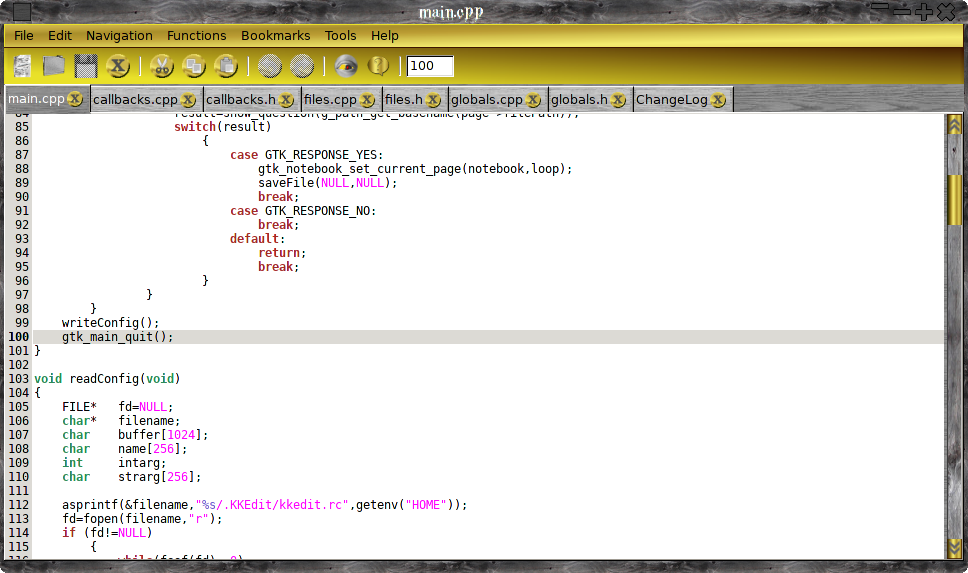 main.cpp
File Edit Navigation Functions Bookmarks Tools Help
X 100
main.cpp X callbacks.cpp X callbacks.h X files.cpp X files.h X globals.cpp X globals.h X ChangeLog X
84 result=show_question(g_path_get_basename(page->filePath));
85 switch(result)
86 {
87 case GTK_RESPONSE_YES:
88 gtk_notebook_set_current_page(notebook,loop);
89 saveFile(NULL,NULL);
90 break;
91 case GTK_RESPONSE_NO:
92 break;
93 default:
94 return;
95 break;
96 }
97 }
98 }
99 writeConfig();
100 gtk_main_quit();
101 }
102
103 void readConfig(void)
104 {
105 FILE* fd=NULL;
106 char* filename;
107 char buffer[1024];
108 char name[256];
109 int intarg;
110 char strarg[256];
111
112 asprintf(&filename,"%s/.KKEdit/kkedit.rc",getenv("HOME"));
113 fd=fopen(filename,"r");
114 if (fd!=NULL)
115 {
116